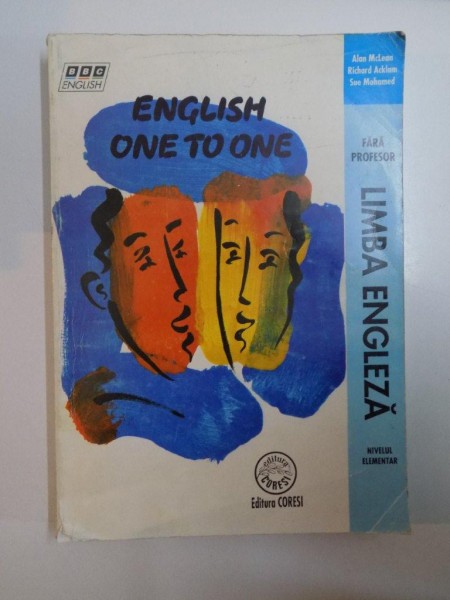 BBC
ENGLISH
ENGLISH
ONE TO ONE
Alan McLean
Richard Acklam
Sue Mohamed
FĂRĂ
PROFESOR
LIMBA ENGLEZĂ
NIVELUL
ELEMENTAR
editura
CORESI
Editura CORESI